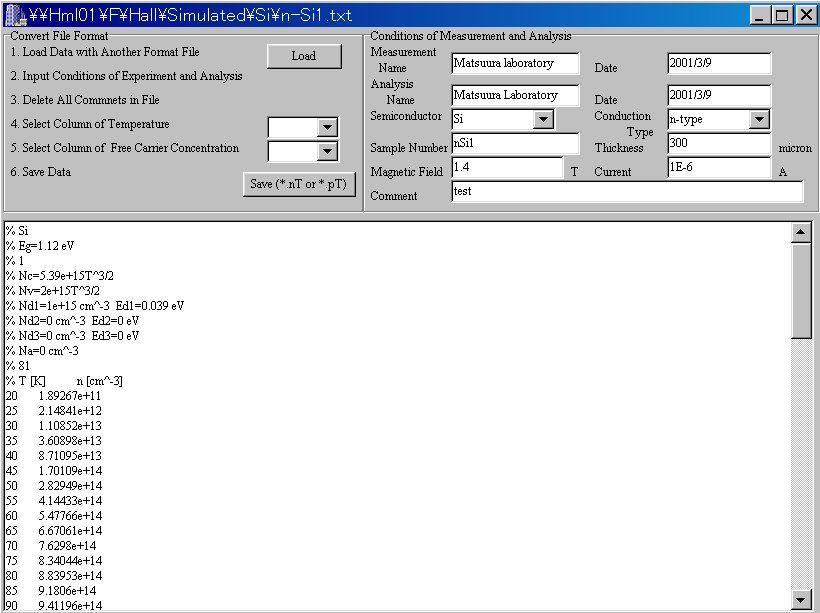 ¥¥Hml01¥F¥Hall¥Simulated¥Si¥n-Si1.txt
Convert File Format
1. Load Data with Another Format File
Load
2. Input Conditions of Experiment and Analysis
3. Delete All Commnets in File
4. Select Column of Temperature
5. Select Column of Free Carrier Concentration
6. Save Data
Save (*.nT or *.pT)
Conditions of Measurement and Analysis
Measurement
Name
Matsuura laboratory
Date
2001/3/9
Analysis
Name
Matsuura Laboratory
Date
2001/3/9
Semiconductor
Si
Conduction
Type
n-type
Sample Number
nSi1
Thickness
300
micron
Magnetic Field
1.4
T
Current
1E-6
A
Comment
test
% Si
% Eg=1.12 eV
% 1
% Nc=5.39e+15T^3/2
% Nv=2e+15T^3/2
% Nd1=1e+15 cm^-3 Ed1=0.039 eV
% Nd2=0 cm^-3 Ed2=0 eV
% Nd3=0 cm^-3 Ed3=0 eV
% Na=0 cm^-3
% 81
% T [K] n [cm^-3]
20 1.89267e+11
25 2.14841e+12
30 1.10852e+13
35 3.60898e+13
40 8.71095e+13
45 1.70109e+14
50 2.82949e+14
55 4.14433e+14
60 5.47766e+14
65 6.67061e+14
70 7.6298e+14
75 8.34044e+14
80 8.83953e+14
85 9.1806e+14
90 9.41196e+14